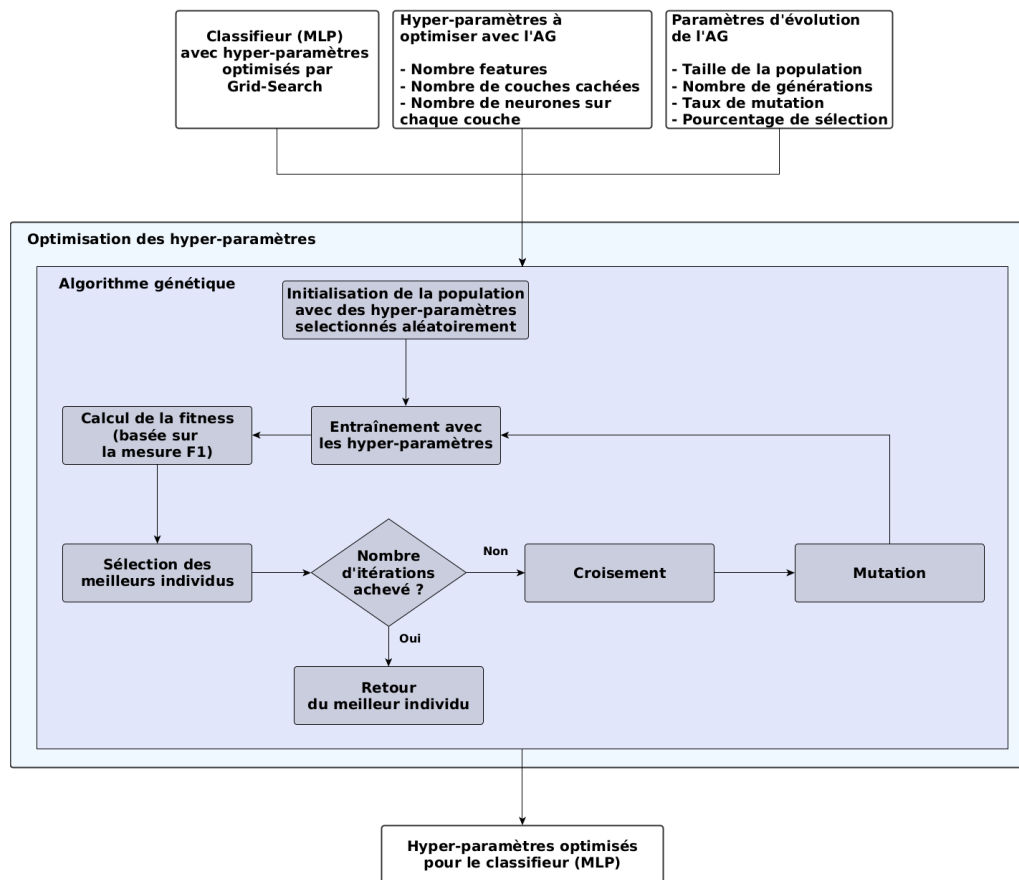 Classifieur (MLP)
avec hyper-paramètres
optimisés par
Grid-Search
Hyper-paramètres à
optimiser avec l'AG
- Nombre features
- Nombre de couches cachées
- Nombre de neurones sur
chaque couche
Paramètres d'évolution
de l'AG
- Taille de la population
- Nombre de générations
- Taux de mutation
- Pourcentage de sélection
Optimisation des hyper-paramètres
Algorithme génétique
Initialisation de la population
avec des hyper-paramètres
selectionnés aléatoirement
Calcul de la fitness
(basée sur
la mesure F1)
Entraînement avec
les hyper-paramètres
Sélection des
meilleurs individus
Nombre
d'itérations
achevé ?
Non
Croisement
Mutation
Oui
Retour
du meilleur individu
Hyper-paramètres optimisés
pour le classifieur (MLP)